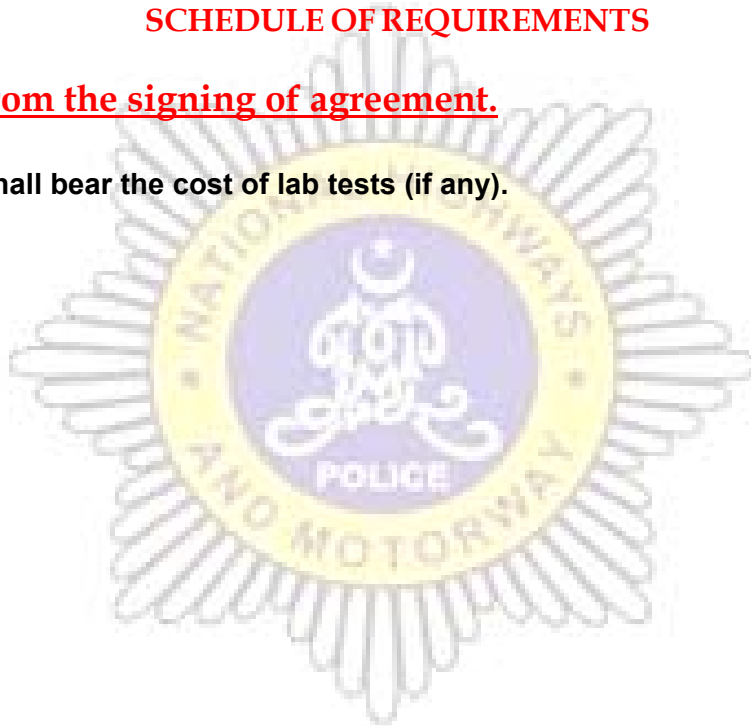 SCHEDULE OF REQUIREMENTS
rom the signing of agreement.
hall bear the cost of lab tests (if any).
NATIONAL HIGHWAYS
POLICE
AND MOTORWAY